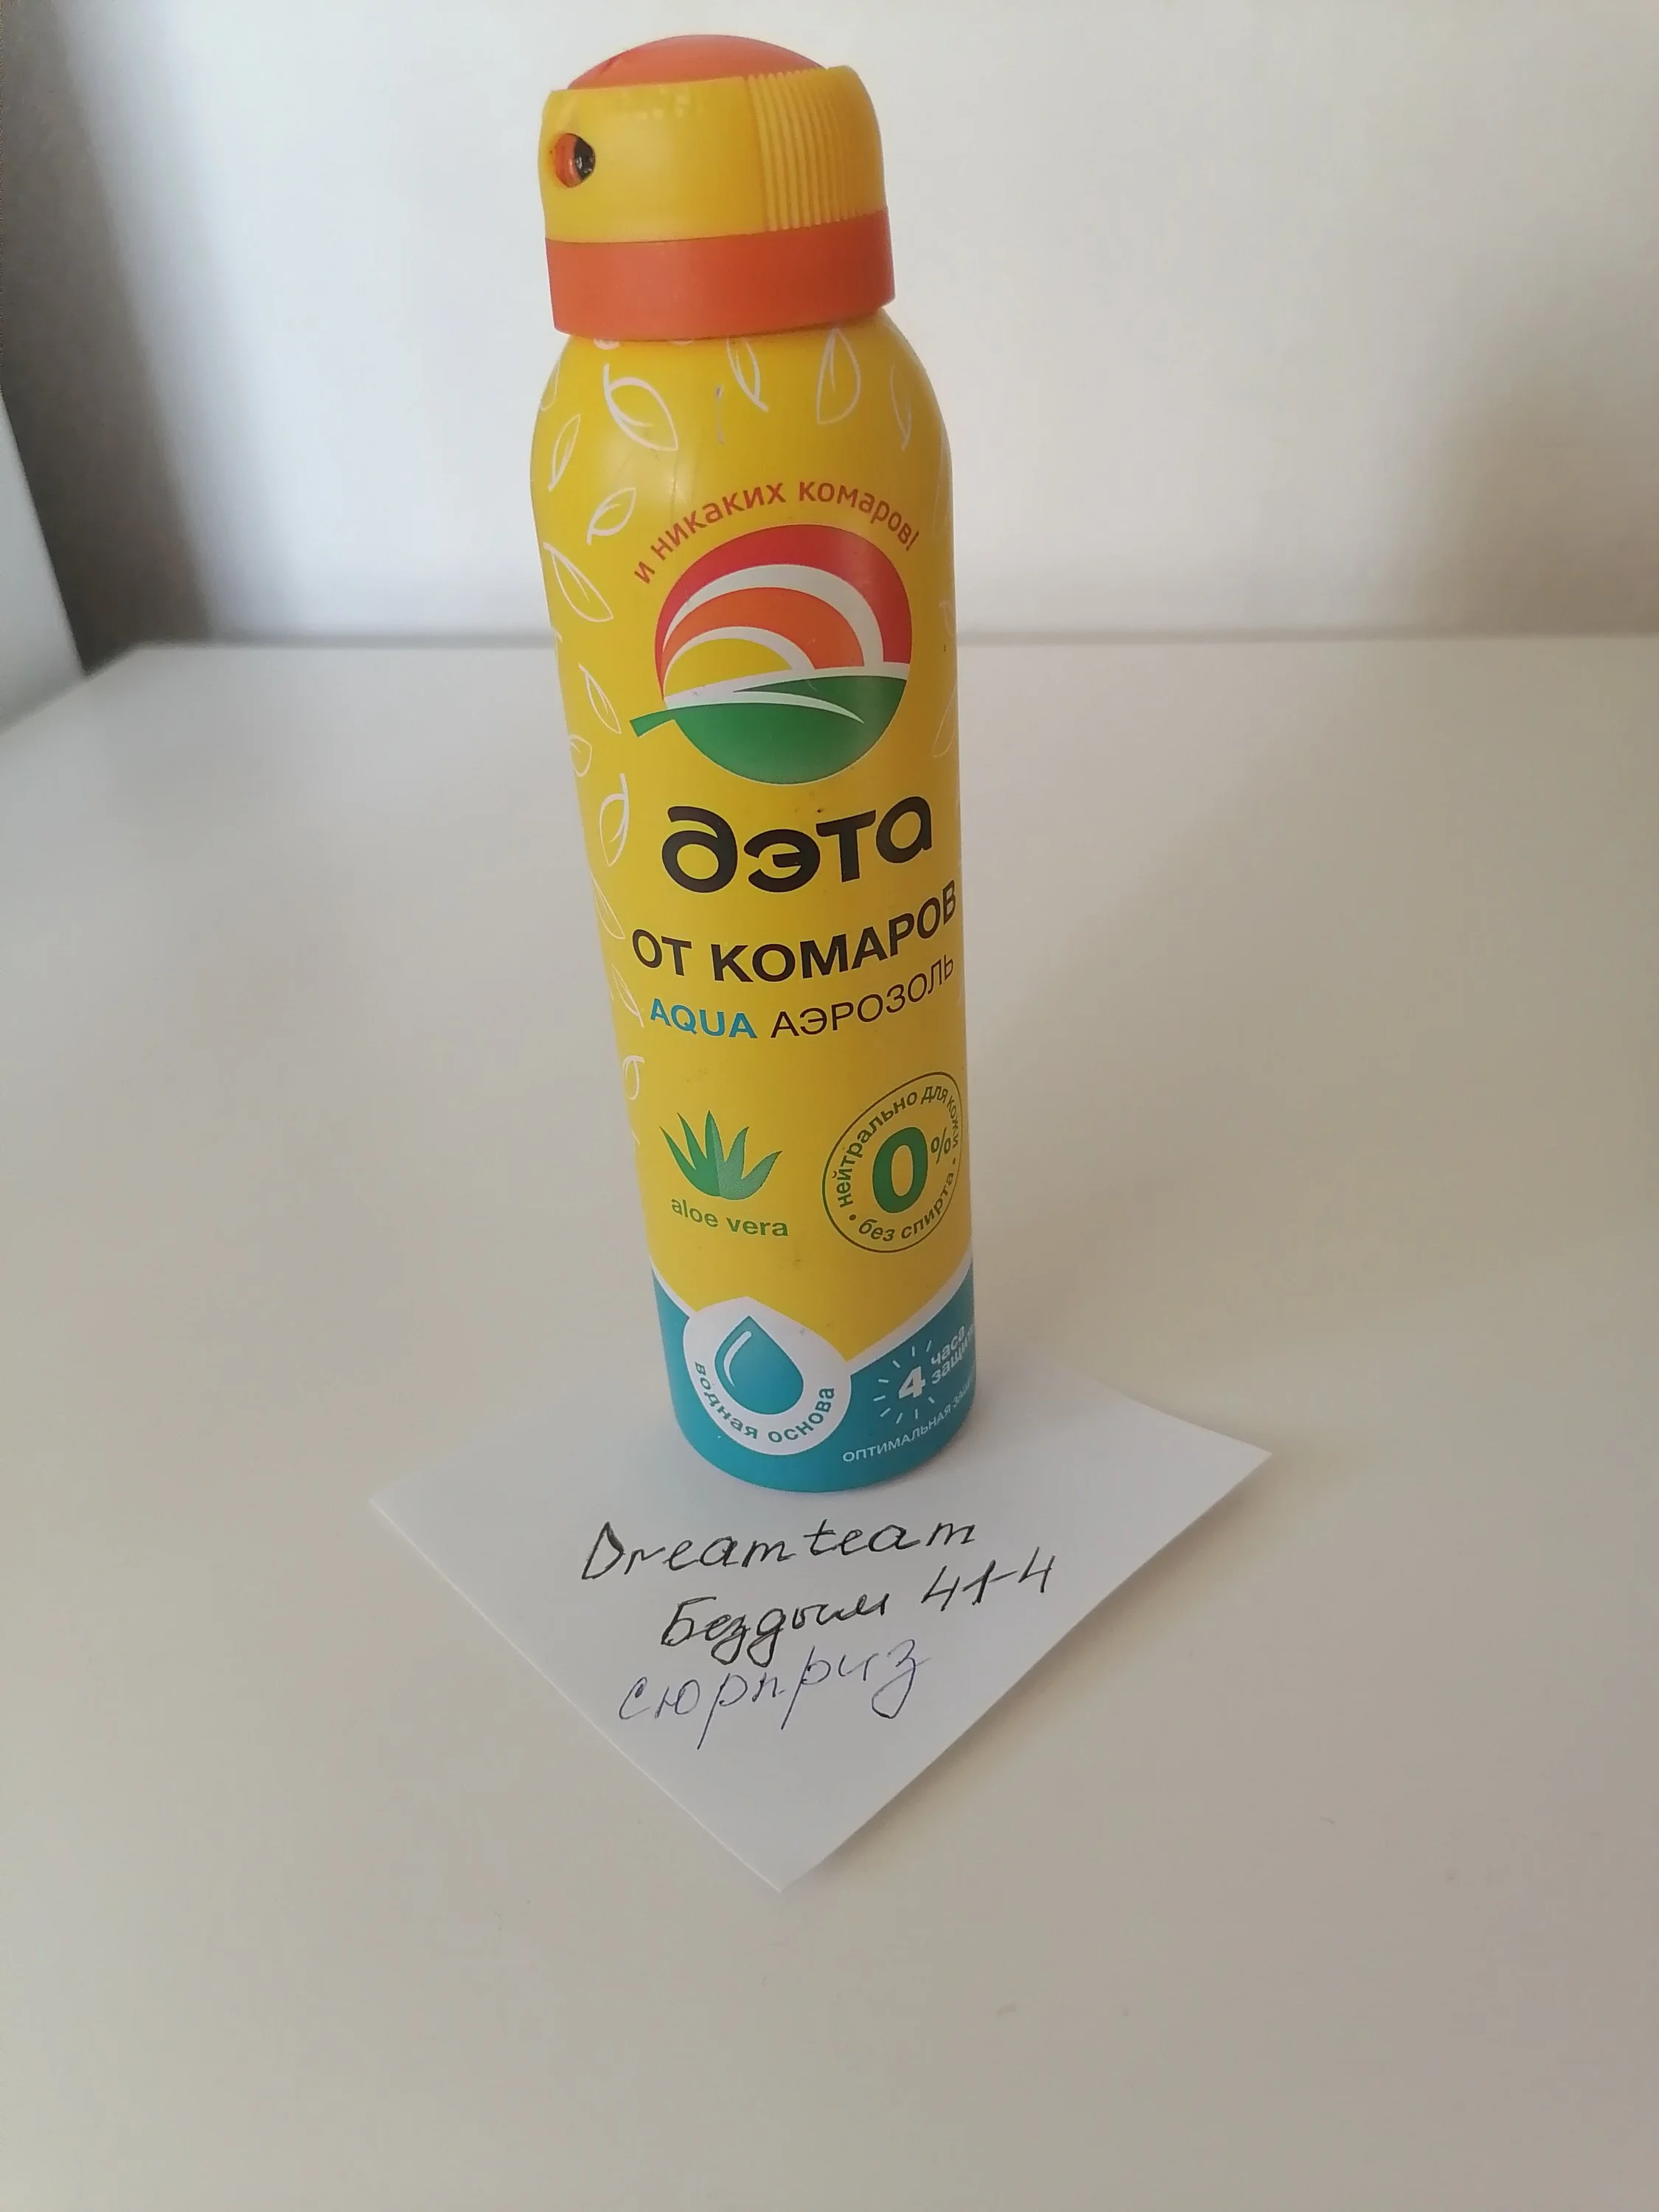 и никаких комаров!
дэта
ОТ КОМАРОВ
AQUA АЭРОЗОЛЬ
aloe vera
нейтрально для кожи
0%
без спирта
водная основа
4 часа
ОПТИМАЛЬНАЯ
Dreamteam
Бездым 41-4
сюрприз